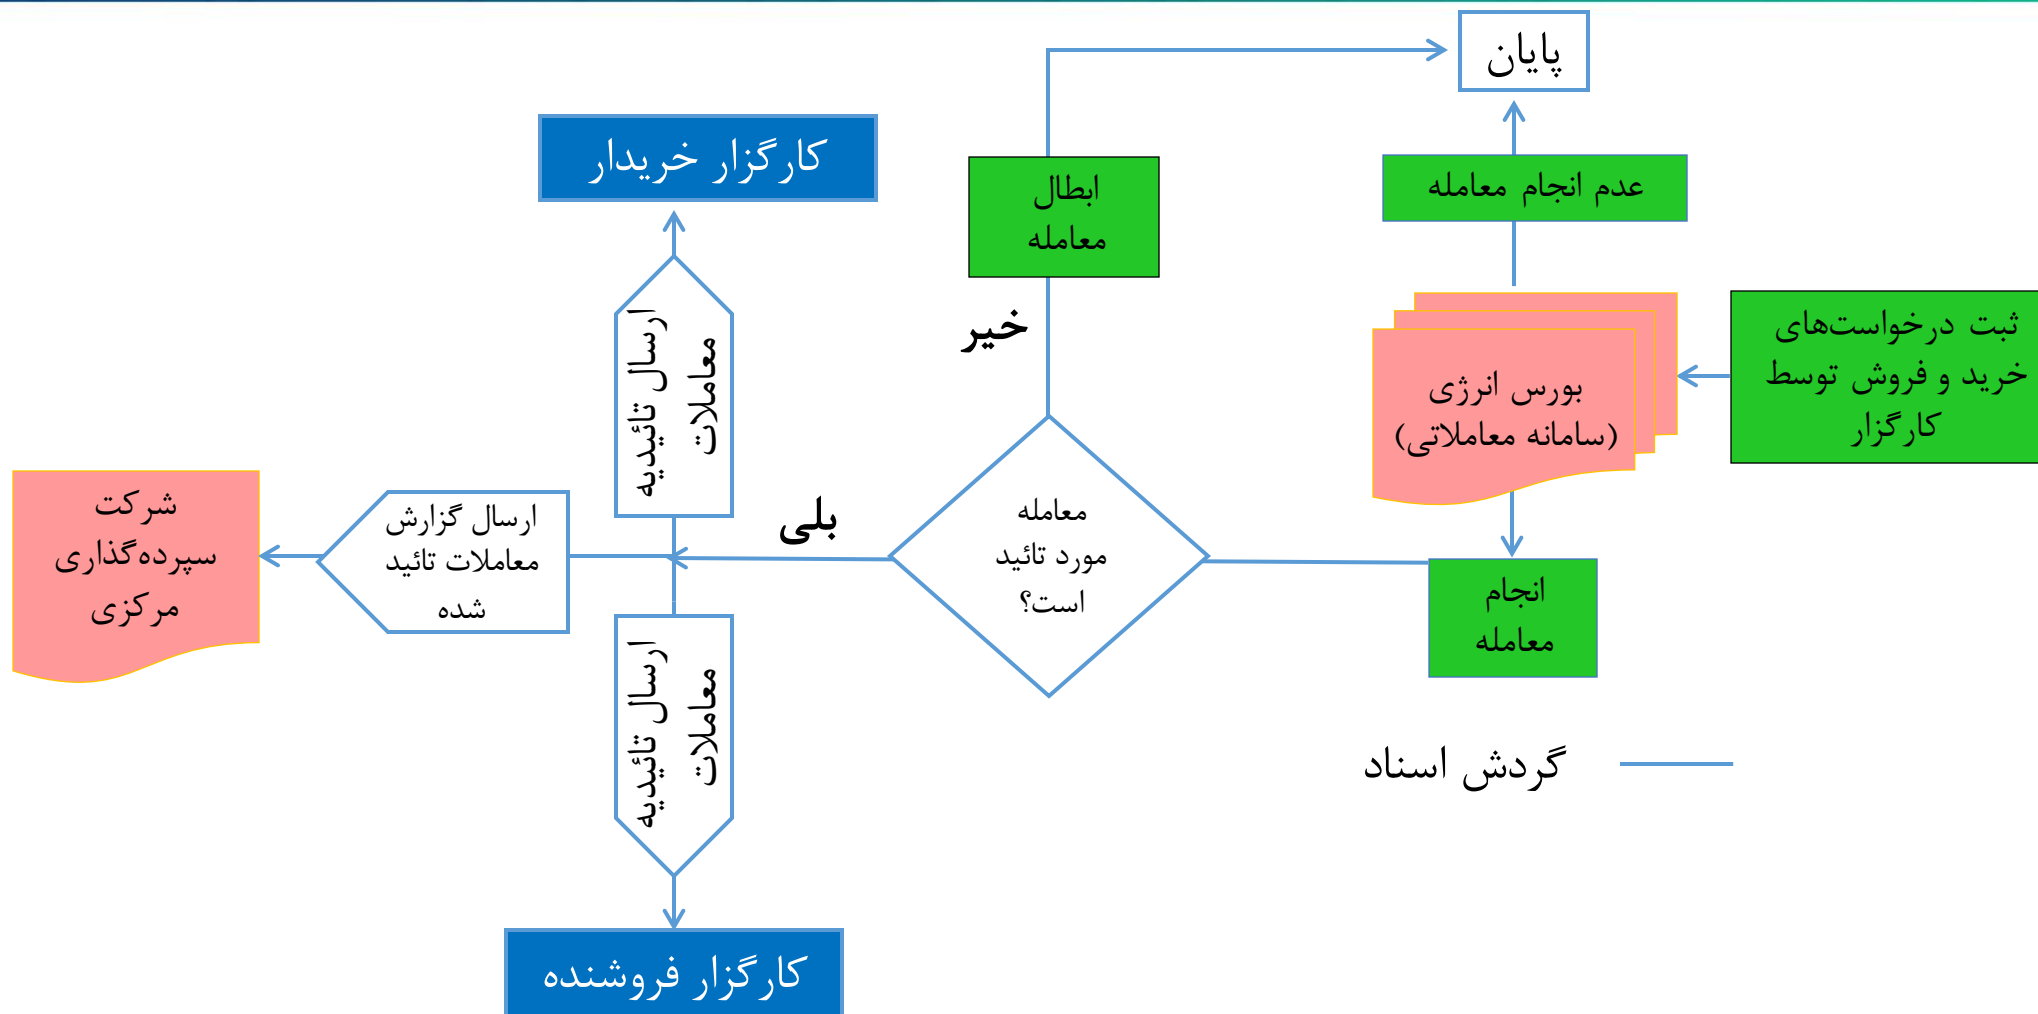 پایان
عدم انجام معامله
ثبت درخواست‌های
خرید و فروش توسط
کارگزار
بورس انرژی
(سامانه معاملاتی)
انجام
معامله
ابطال
معامله
خیر
معامله
مورد تائید
است؟
بلی
کارگزار خریدار
ارسال تائیدیه
معاملات
ارسال گزارش
معاملات تائید
شده
شرکت
سپرده‌گذاری
مرکزی
ارسال تائیدیه
معاملات
کارگزار فروشنده
گردش اسناد